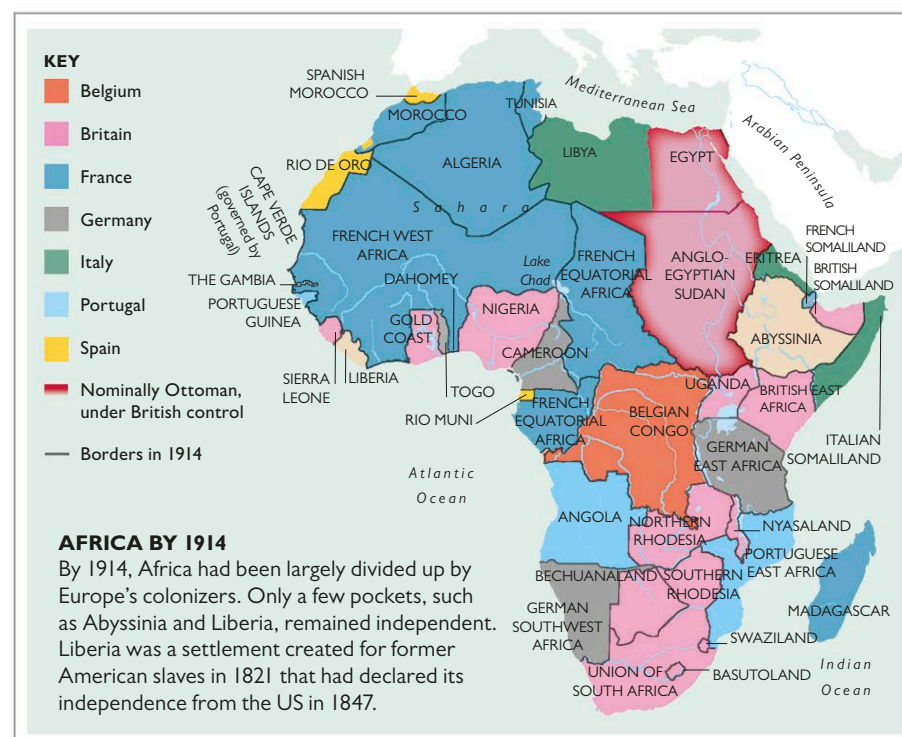 KEY
Belgium
Britain
France
Germany
Italy
Portugal
Spain
Nominally Ottoman,
under British control
Borders in 1914
SPANISH
MOROCCO
MOROCCO
TUNISIA
Mediterranean Sea
Arabian Peninsula
RIO DE ORO
ALGERIA
LIBYA
EGYPT
CAPE VERDE
ISLANDS
(governed by
Portugal)
Sahara
FRENCH WEST
AFRICA
DAHOMEY
Lake
Chad
FRENCH
EQUATORIAL
AFRICA
ANGLO-
EGYPTIAN
SUDAN
ERITREA
FRENCH
SOMALILAND
BRITISH
SOMALILAND
THE GAMBIA
PORTUGUESE
GUINEA
GOLD
COAST
NIGERIA
CAMEROON
ABYSSINIA
SIERRA
LEONE
LIBERIA
TOGO
RIO MUNI
FRENCH
EQUATORIAL
AFRICA
BELGIAN
CONGO
UGANDA
BRITISH EAST
AFRICA
GERMAN
EAST AFRICA
ITALIAN
SOMALILAND
Atlantic
Ocean
ANGOLA
NORTHERN
RHODESIA
NYASALAND
PORTUGUESE
EAST AFRICA
BECHUANALAND
SOUTHERN
RHODESIA
MADAGASCAR
GERMAN
SOUTHWEST
AFRICA
SWAZILAND
UNION OF
SOUTH AFRICA
BASUTOLAND
Indian
Ocean
AFRICA BY 1914
By 1914, Africa had been largely divided up by
Europe's colonizers. Only a few pockets, such
as Abyssinia and Liberia, remained independent.
Liberia was a settlement created for former
American slaves in 1821 that had declared its
independence from the US in 1847.